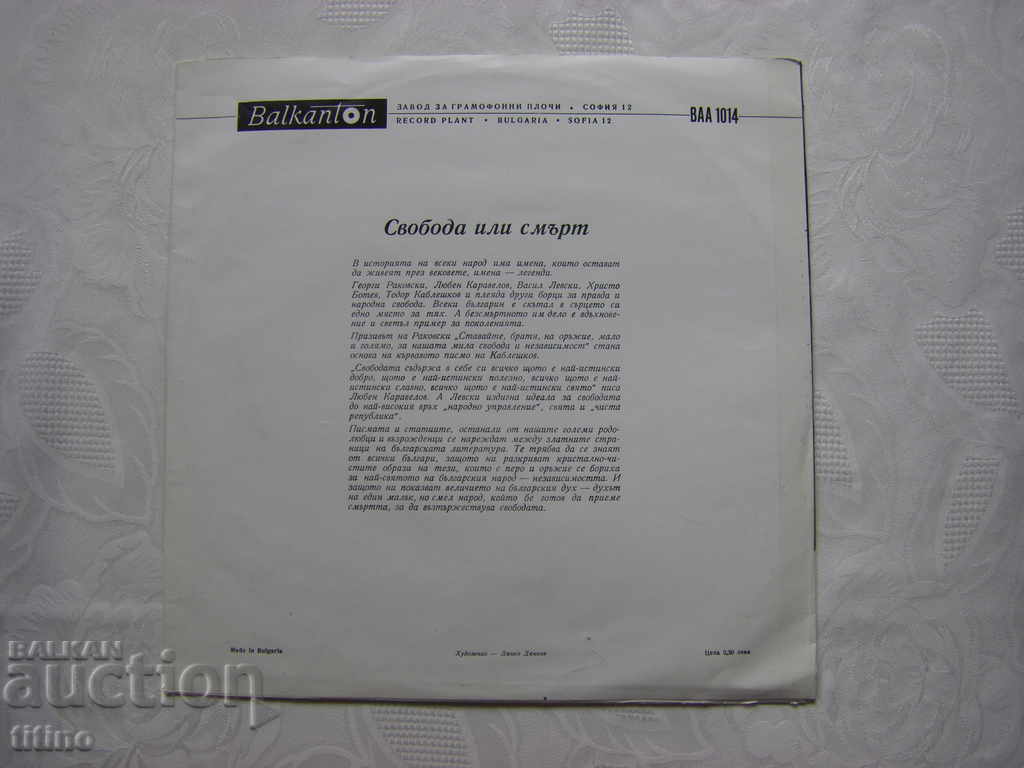 Balkanton
ЗАВОД ЗА ГРАМОФОННИ ПЛОЧИ • СОФИЯ 12
RECORD PLANT • BULGARIA • SOFIA 12
ВАА 1014
Свобода или смърт
В историята на всеки народ има имена, които остават
да живеят през вековете, имена — легенди.
Георги Раковски, Любен Каравелов, Васил Левски, Христо
Ботев, Тодор Каблешков и плеяда други борци за правда и
народна свобода. Всеки българин е скътал в сърцето си
едно място за тях. А безсмъртното им дело е вдъхнове-
ние и светъл пример за поколенията.
Призивът на Раковски „Ставайте, братя, на оръжие, мало
и голямо, за нашата мила свобода и независимост“ стана
основа на кървавото писмо на Каблешков.
„Свободата съдържа в себе си всичко щото е най-истински
добро, щото е най-истински полезно, всичко щото е най-
истински славно, всичко щото е най-истински свято“ писа
Любен Каравелов. А Левски издигна идеала за свободата
до най-високия връх „народно управление“, свята и „чиста
република“.
Писмата и статиите, останали от нашите големи родо-
любци и възрожденци се нареждат между златните стра-
ници на българската литература. Те трябва да се знаят
от всички българи, защото ни разкриват кристално-чи-
стите образи на тези, които с перо и оръжие се бориха
за най-святото на българския народ — независимостта. И
защото ни показват величието на българския дух — духът
на един малък, но смел народ, който бе готов да приеме
смъртта, за да възтържествува свободата.
Made in Bulgaria
Художник — Динко Динков
Цена 0,50 лева
BALKAN
auction
titino